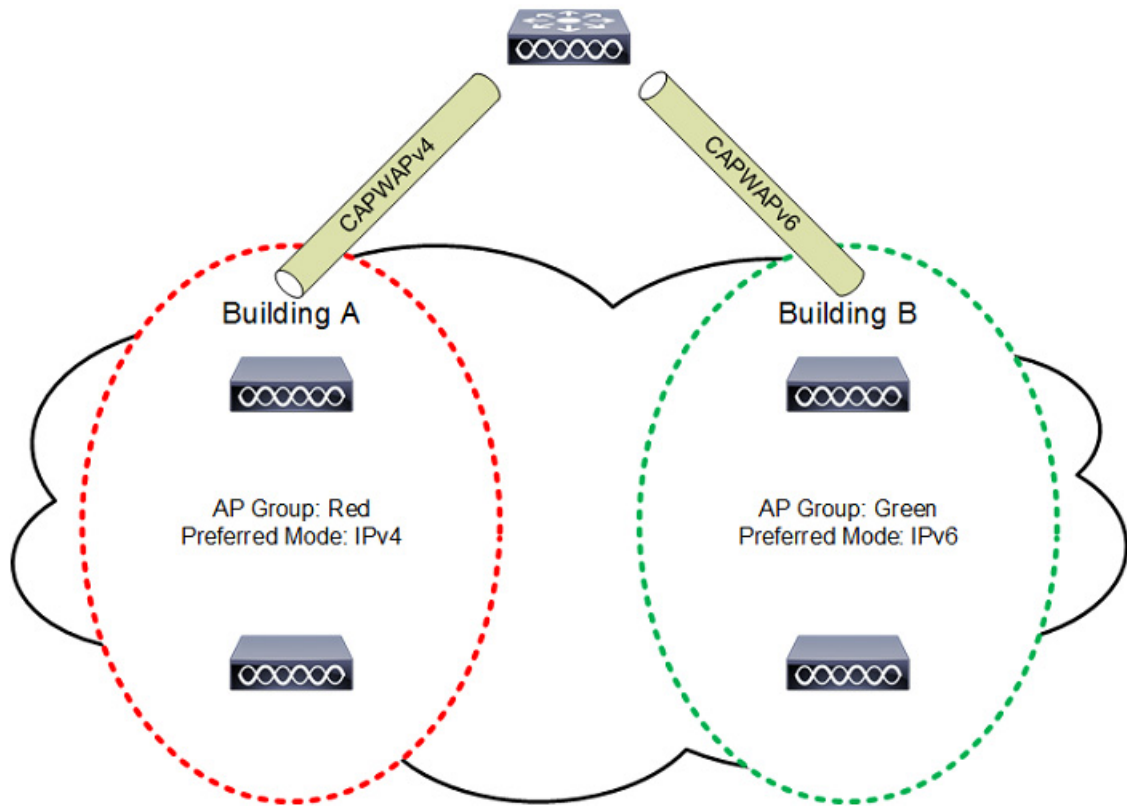 CAPWAPv4
CAPWAPv6
Building A
Building B
AP Group: Red
Preferred Mode: IPv4
AP Group: Green
Preferred Mode: IPv6